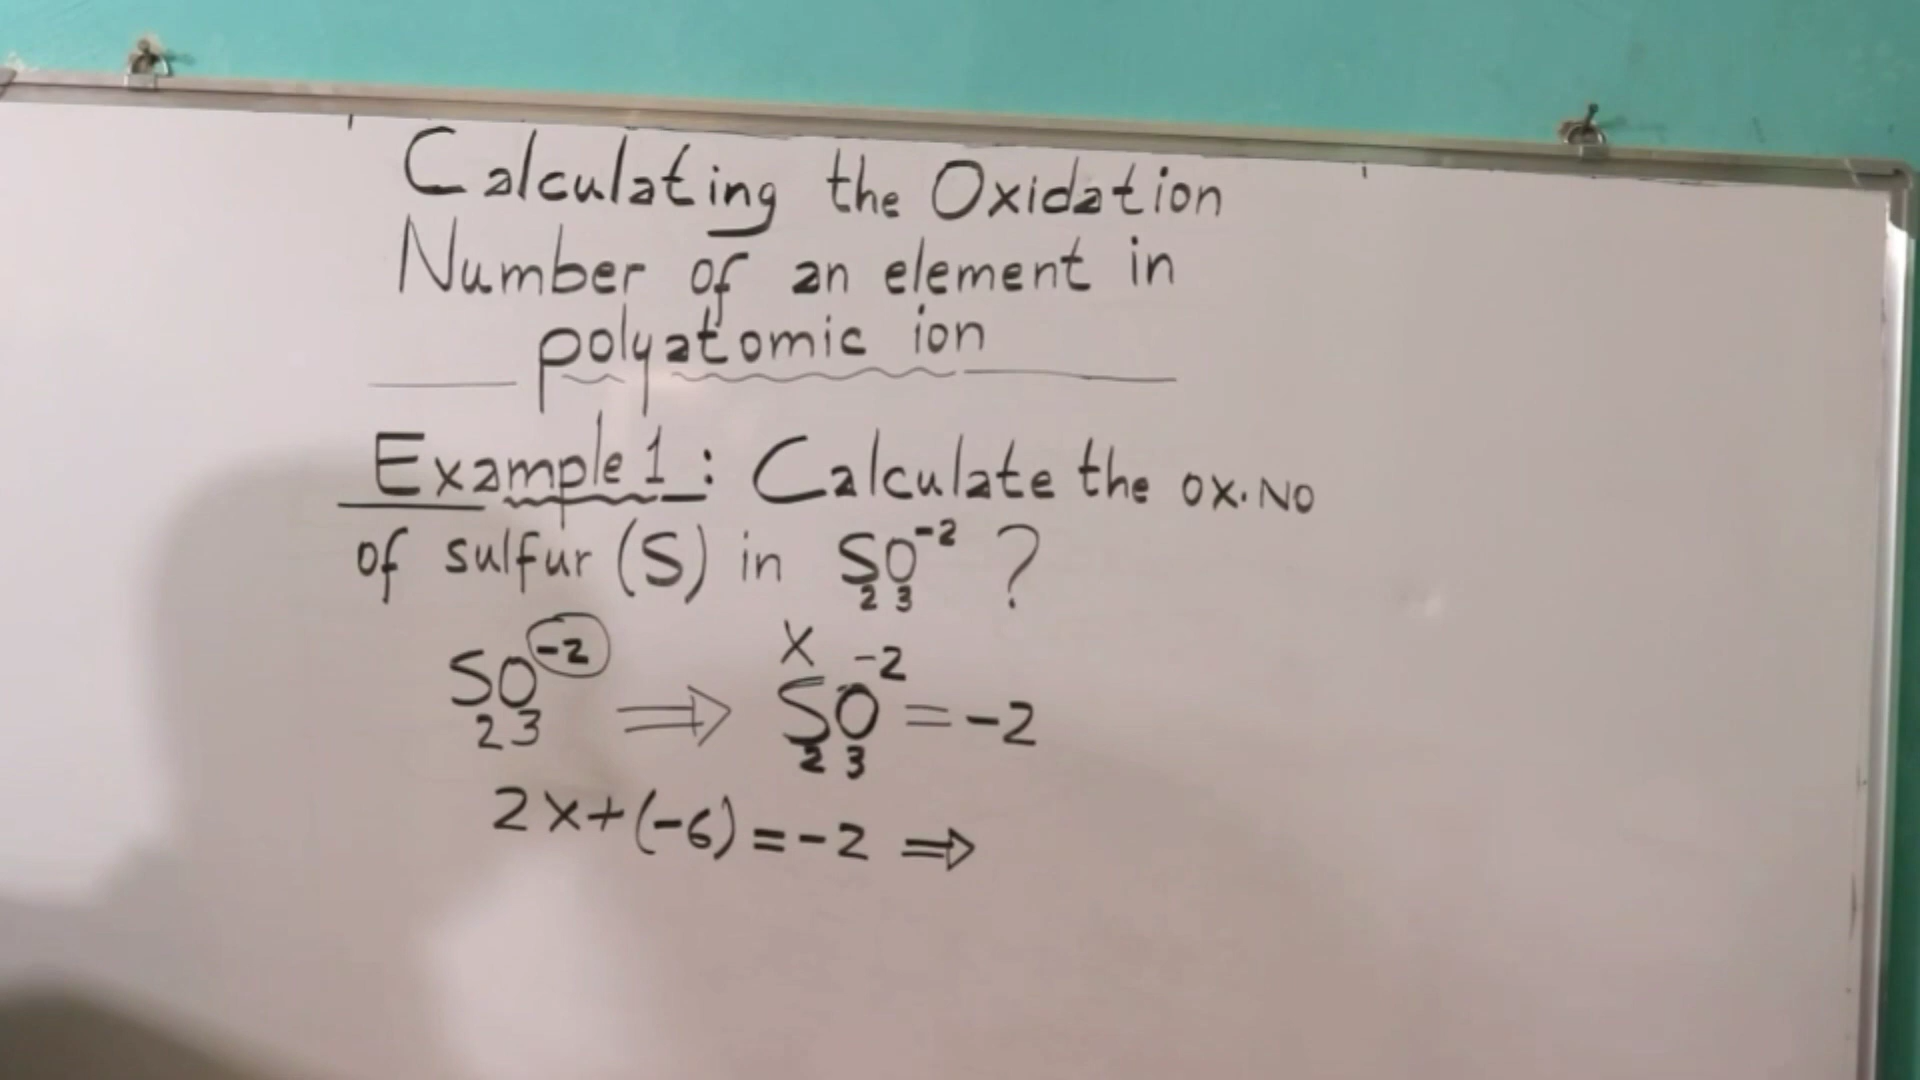 Calculating the Oxidation
Number of an element in
polyatomic ion
Example 1 : Calculate the ox.No
of sulfur (S) in S₂O₃⁻² ?
S₂O₃⁻² ⇒ X -2 S₂O₃ = -2
2x+(-6) = -2 ⇒